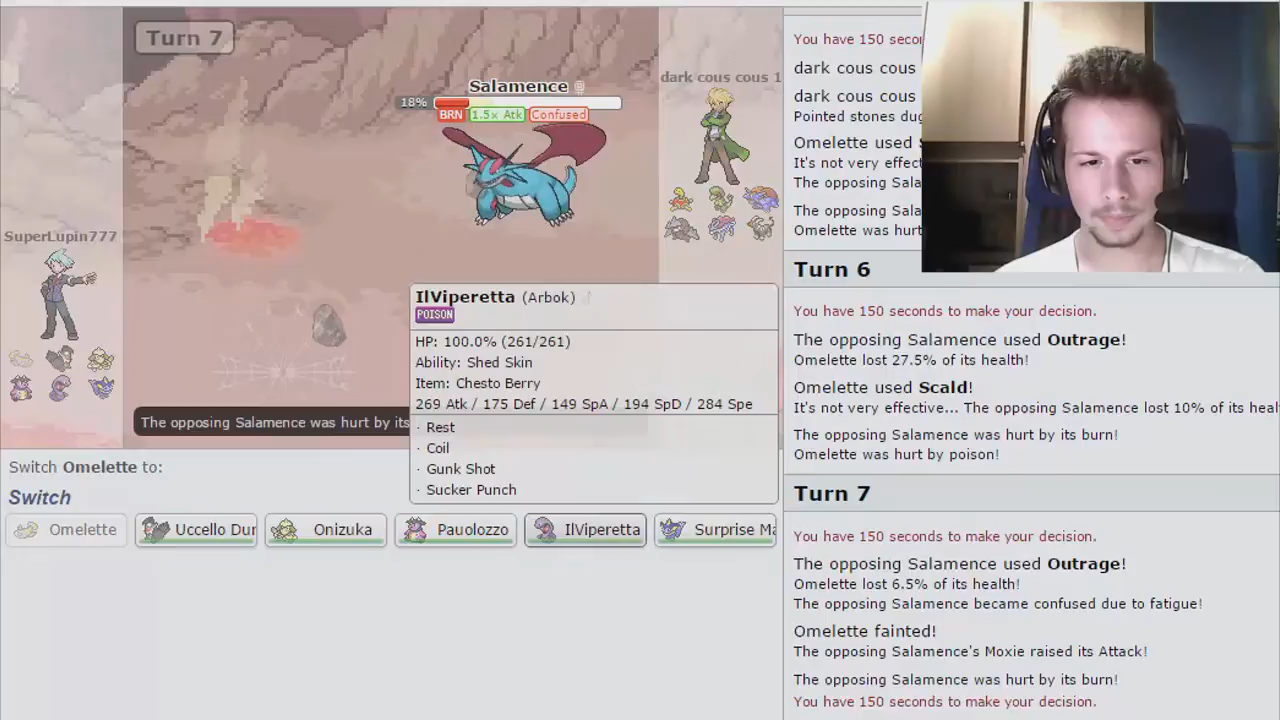 Turn 7
Salamence
18%
BRN 1.5x Atk Confused
dark cous cous 1
SuperLupin777
IlViperetta (Arbok)
POISON
HP: 100.0% (261/261)
Ability: Shed Skin
Item: Chesto Berry
269 Atk / 175 Def / 149 SpA / 194 SpD / 284 Spe
· Rest
· Coil
· Gunk Shot
· Sucker Punch
The opposing Salamence was hurt by its
Switch Omelette to:
Switch
Omelette
Uccello Dur
Onizuka
Pauolozzo
IlViperetta
Surprise Ma
You have 150 secon
dark cous cous
dark cous cous
Pointed stones dug
Omelette used
It's not very effect
The opposing Sala
The opposing Sala
Omelette was hurt
Turn 6
You have 150 seconds to make your decision.
The opposing Salamence used Outrage!
Omelette lost 27.5% of its health!
Omelette used Scald!
It's not very effective... The opposing Salamence lost 10% of its heal
The opposing Salamence was hurt by its burn!
Omelette was hurt by poison!
Turn 7
You have 150 seconds to make your decision.
The opposing Salamence used Outrage!
Omelette lost 6.5% of its health!
The opposing Salamence became confused due to fatigue!
Omelette fainted!
The opposing Salamence's Moxie raised its Attack!
The opposing Salamence was hurt by its burn!
You have 150 seconds to make your decision.